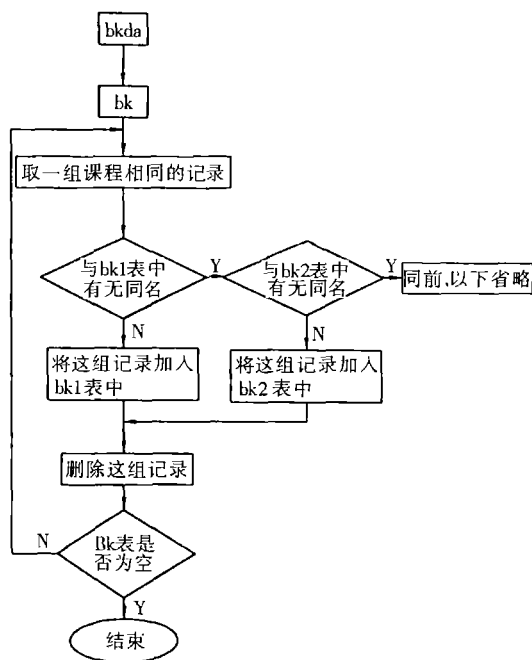 bkda
bk
取一组课程相同的记录
与bk1表中
有无同名
Y
与bk2表中
有无同名
Y
同前,以下省略
N
N
将这组记录加入
bk1表中
将这组记录加入
bk2表中
删除这组记录
Bk表是
否为空
N
Y
结束